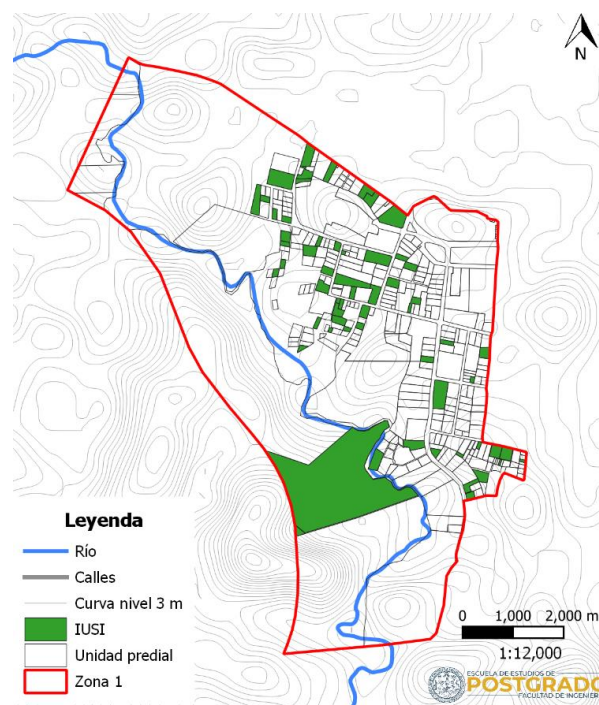 N
Leyenda
Río
Calles
Curva nivel 3 m
IUSI
Unidad predial
Zona 1
0 1,000 2,000 m
1:12,000
ESCUELA DE ESTUDIOS DE
POSTGRADO
FACULTAD DE INGENIER